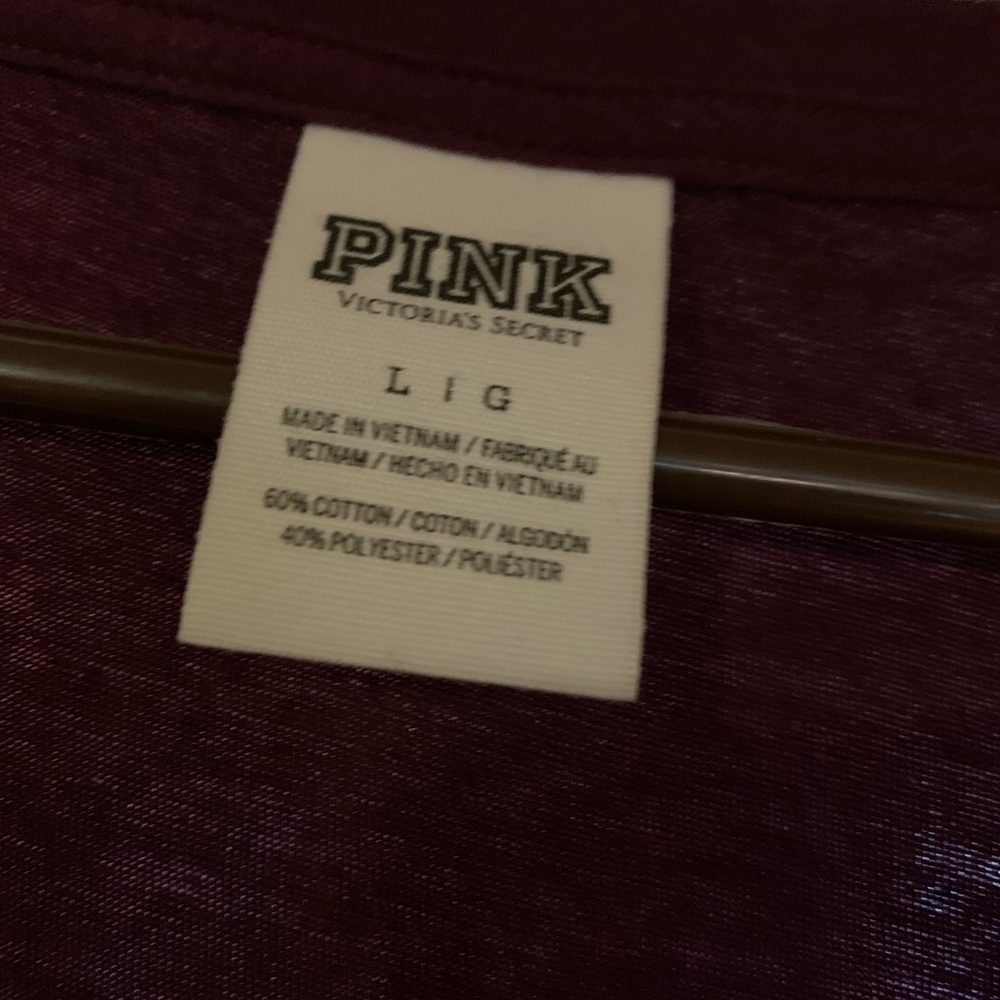 PINK
VICTORIA'S SECRET
L | G
MADE IN VIETNAM / FABRIQUÉ AU
VIETNAM / HECHO EN VIETNAM
60% COTTON / COTON / ALGODÓN
40% POLYESTER / POLIÉSTER